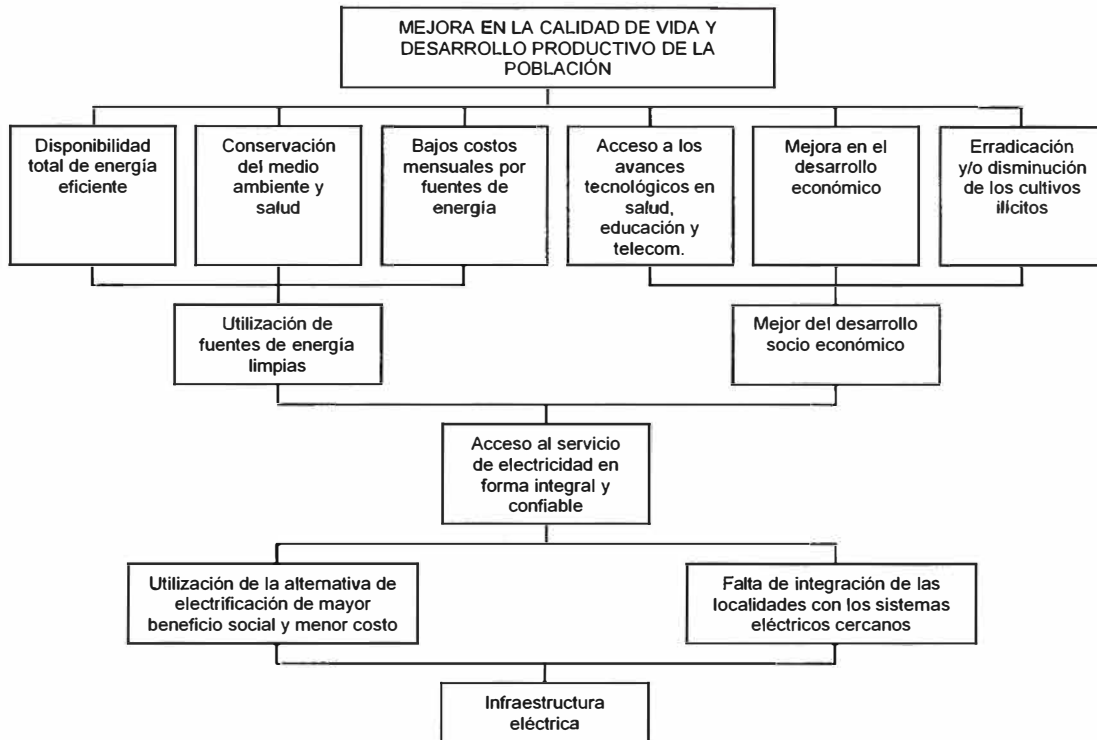 MEJORA EN LA CALIDAD DE VIDA Y
DESARROLLO PRODUCTIVO DE LA
POBLACIÓN
Disponibilidad
total de energía
eficiente
Conservación
del medio
ambiente y
salud
Bajos costos
mensuales por
fuentes de
energía
Acceso a los
avances
tecnológicos en
salud,
educación y
telecom.
Mejora en el
desarrollo
económico
Erradicación
y/o disminución
de los cultivos
ilícitos
Utilización de
fuentes de energía
limpias
Mejor del desarrollo
socio económico
Acceso al servicio
de electricidad en
forma integral y
confiable
Utilización de la alternativa de
electrificación de mayor
beneficio social y menor costo
Falta de integración de las
localidades con los sistemas
eléctricos cercanos
Infraestructura
eléctrica